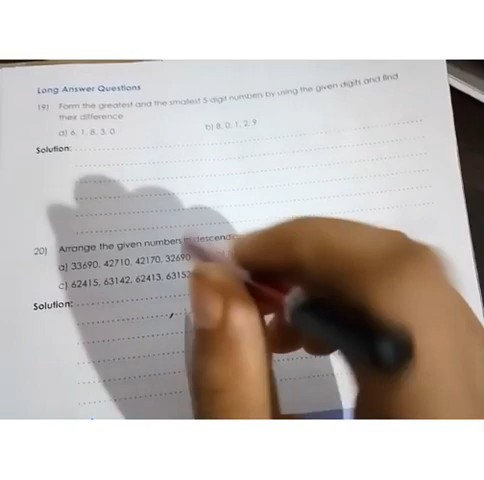 Long Answer Questions
19) Form the greatest and the smallest 5 digit numbers by using the given digits and find
their difference
a) 6, 1, 8, 3, 0 b) 8, 0, 1, 2, 9
Solution:
20) Arrange the given numbers
a) 33690, 42710, 42170, 32690
c) 62415, 63142, 62413,
Solution: